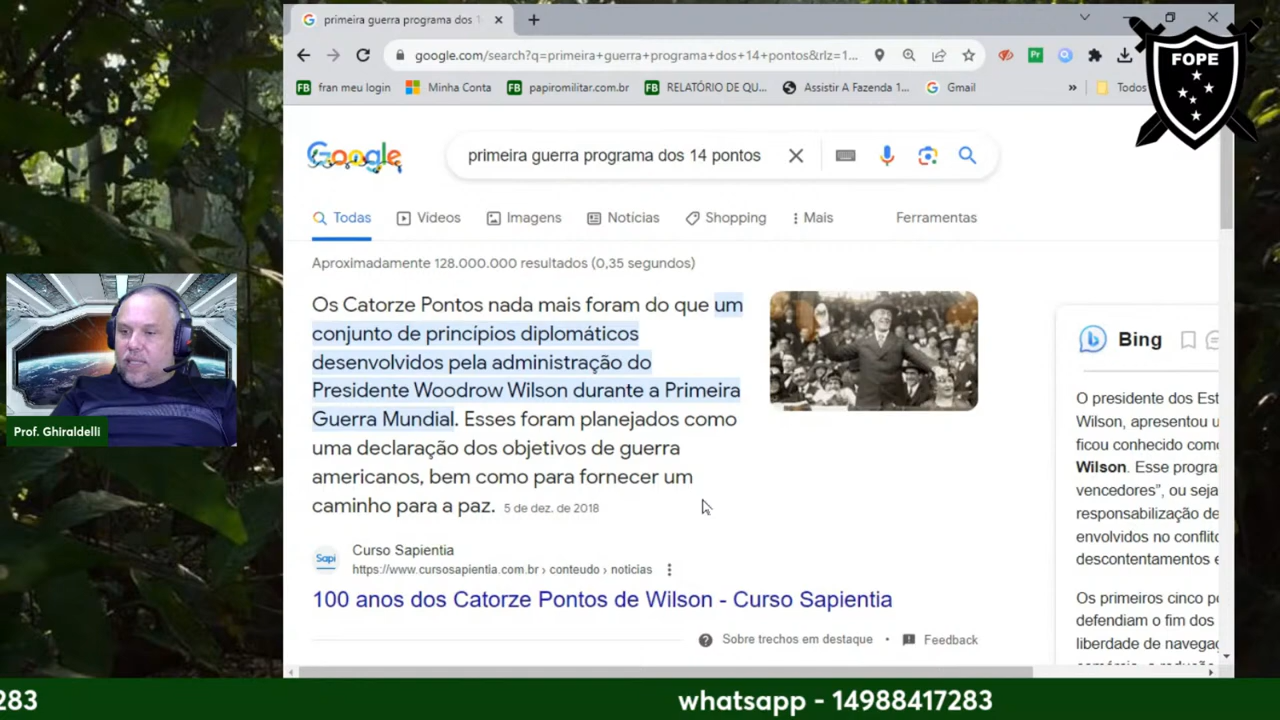 primeira guerra programa dos 1
google.com/search?q=primeira+guerra+programa+dos+14+pontos&rlz=1...
fran meu login
Minha Conta
papiromilitar.com.br
RELATÓRIO DE QU...
Assistir A Fazenda 1...
Gmail
»
Todos
FOPE
Google
primeira guerra programa dos 14 pontos
Todas
Vídeos
Imagens
Notícias
Shopping
Mais
Ferramentas
Aproximadamente 128.000.000 resultados (0,35 segundos)
Os Catorze Pontos nada mais foram do que um
conjunto de princípios diplomáticos
desenvolvidos pela administração do
Presidente Woodrow Wilson durante a Primeira
Guerra Mundial. Esses foram planejados como
uma declaração dos objetivos de guerra
americanos, bem como para fornecer um
caminho para a paz. 5 de dez. de 2018
Sapi
Curso Sapientia
https://www.cursosapientia.com.br › conteudo › noticias
100 anos dos Catorze Pontos de Wilson - Curso Sapientia
Sobre trechos em destaque
Feedback
Bing
O presidente dos Est
Wilson, apresentou u
ficou conhecido como
Wilson. Esse progra
vencedores”, ou seja
responsabilização de
envolvidos no conflito
descontentamentos e
Os primeiros cinco po
defendiam o fim dos
liberdade de navegaç
Prof. Ghiraldelli
283
whatsapp - 14988417283